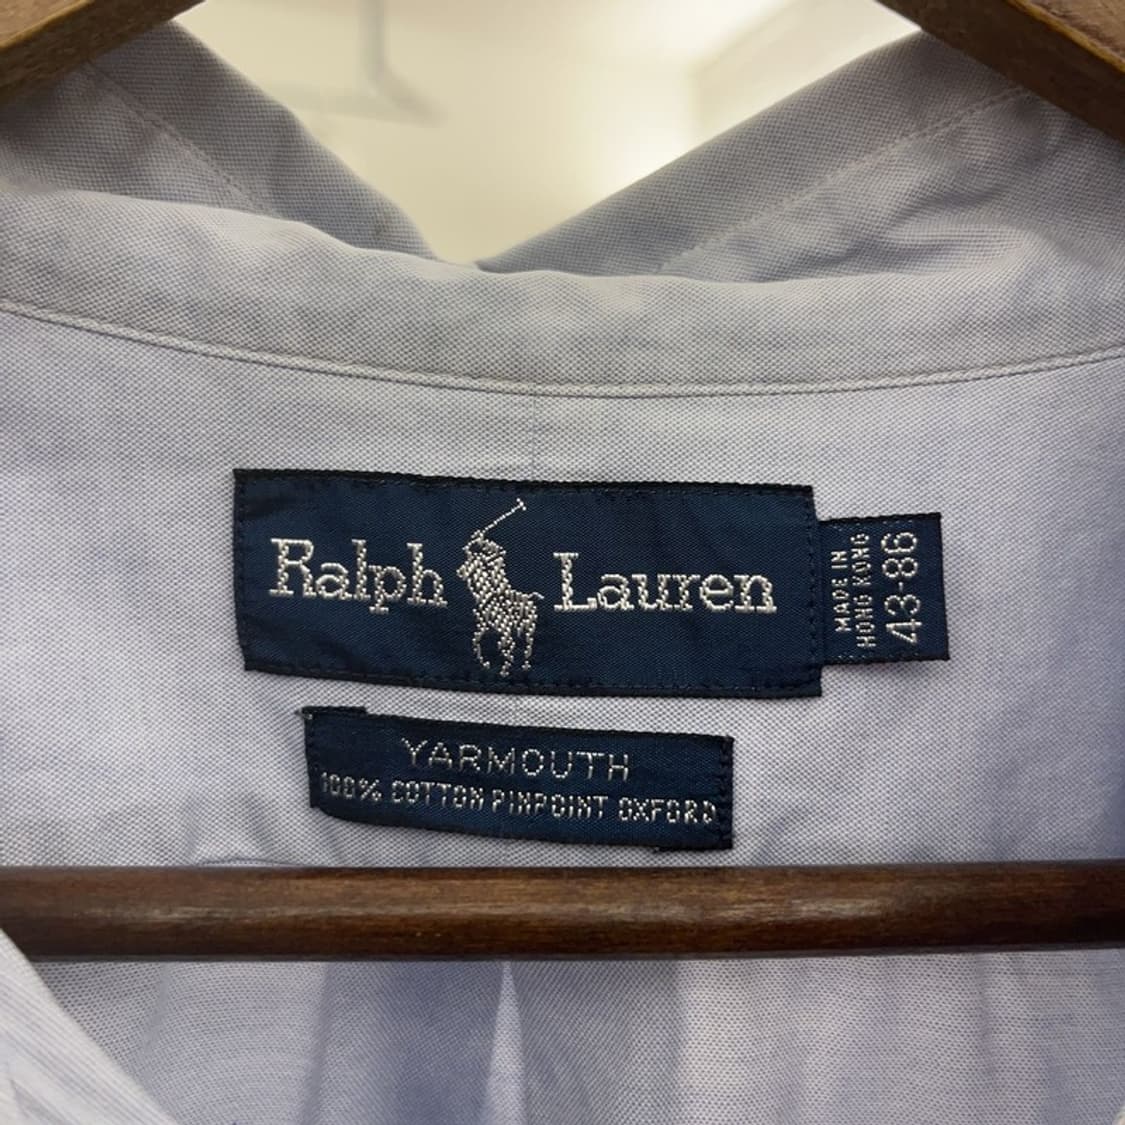 Ralph Lauren
MADE IN
HONG KONG
43-86
YARMOUTH
100% COTTON PINPOINT OXFORD